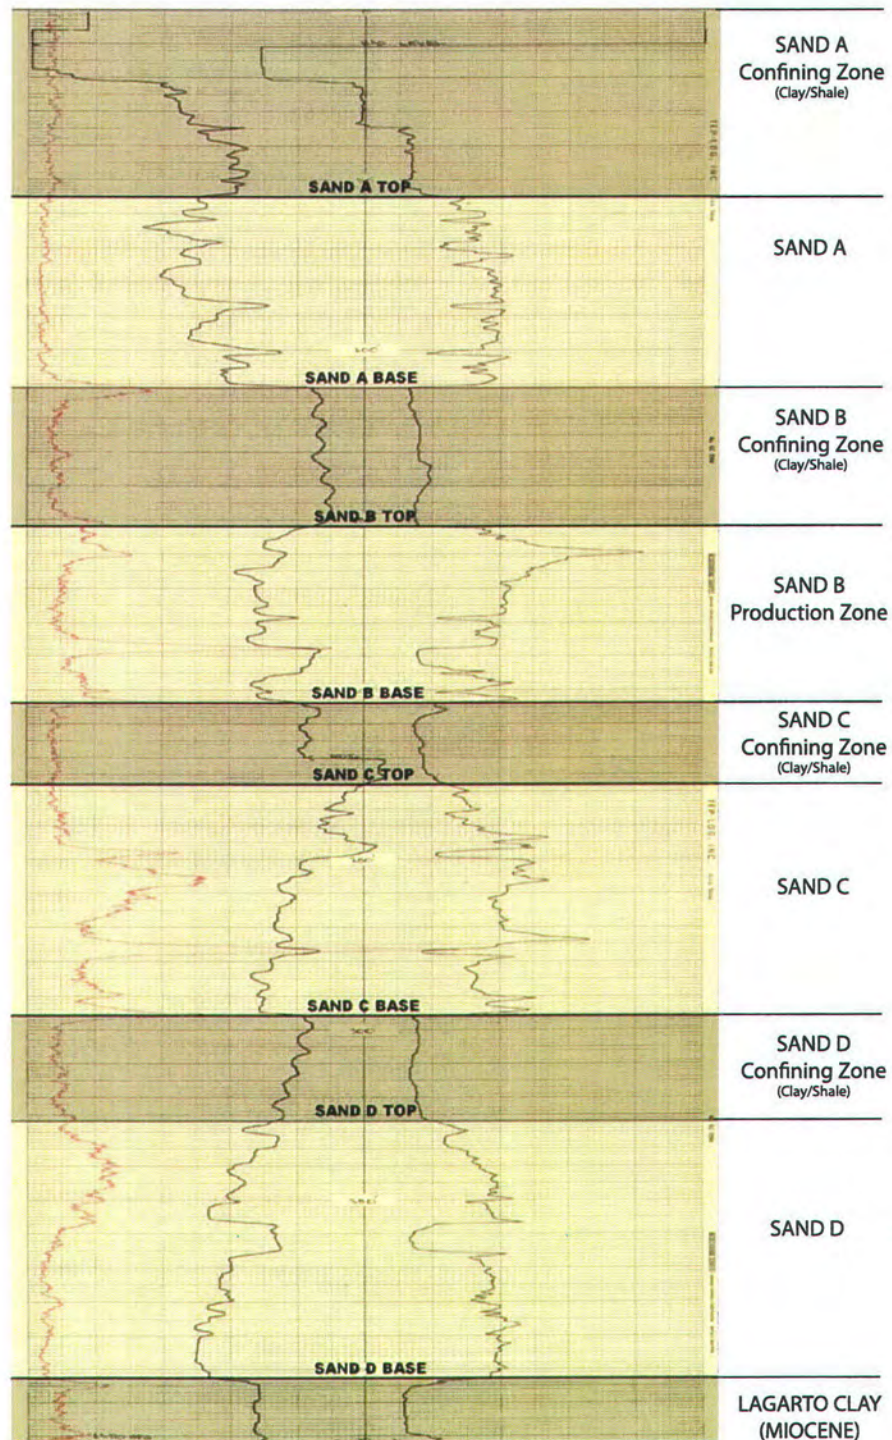 SAND A
Confining Zone
(Clay/Shale)
SAND A TOP
SAND A
SAND A BASE
SAND B
Confining Zone
(Clay/Shale)
SAND B TOP
SAND B
Production Zone
SAND B BASE
SAND C
Confining Zone
(Clay/Shale)
SAND C TOP
SAND C
SAND C BASE
SAND D
Confining Zone
(Clay/Shale)
SAND D TOP
SAND D
SAND D BASE
LAGARTO CLAY
(MIOCENE)